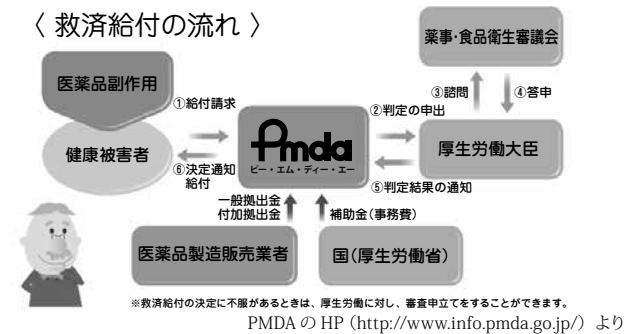 〈 救済給付の流れ 〉
薬事・食品衛生審議会
医薬品副作用
③諮問
④答申
①給付請求
②判定の申出
健康被害者
Pmda
ピー・エム・ディー・エー
厚生労働大臣
⑥決定通知
給付
⑤判定結果の通知
一般拠出金
付加拠出金
補助金(事務費)
医薬品製造販売業者
国(厚生労働省)
※救済給付の決定に不服があるときは、厚生労働に対し、審査申立てをすることができます。
PMDA の HP (http://www.info.pmda.go.jp/) より